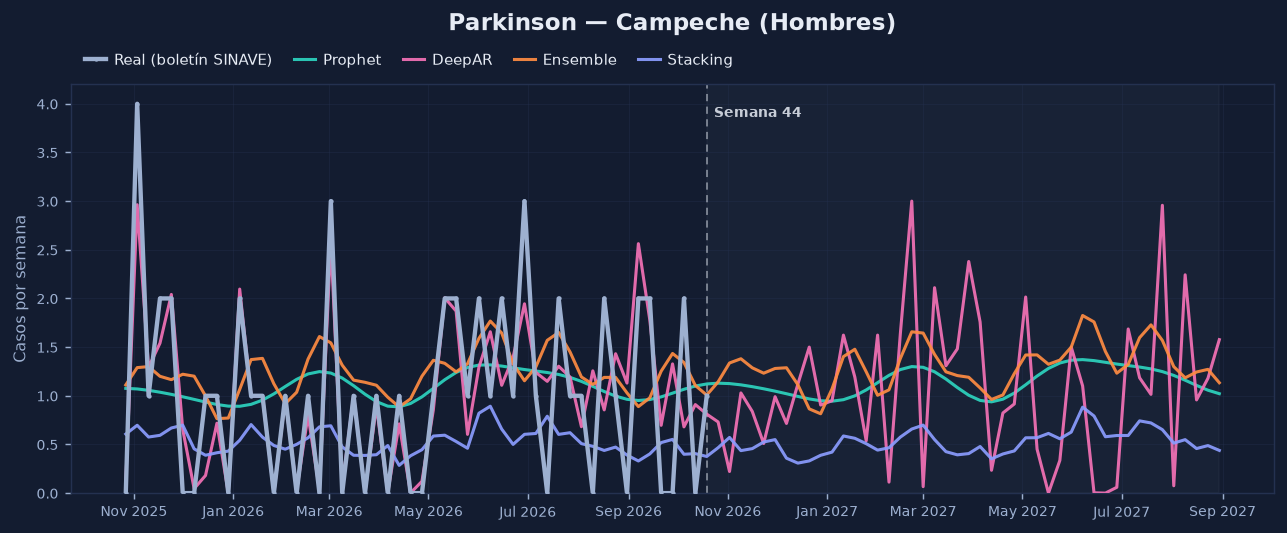 Parkinson — Campeche (Hombres)
Real (boletín SINAVE) Prophet DeepAR Ensemble Stacking
Semana 44
Casos por semana
4.0
3.5
3.0
2.5
2.0
1.5
1.0
0.5
0.0
Nov 2025 Jan 2026 Mar 2026 May 2026 Jul 2026 Sep 2026 Nov 2026 Jan 2027 Mar 2027 May 2027 Jul 2027 Sep 2027